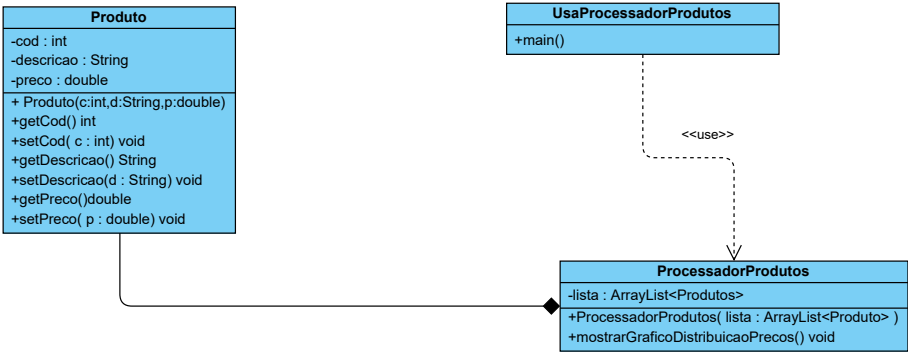 Produto
-cod : int
-descricao : String
-preco : double
+ Produto(c:int,d:String,p:double)
+getCod() int
+setCod( c : int) void
+getDescricao() String
+setDescricao(d : String) void
+getPreco()double
+setPreco( p : double) void
UsaProcessadorProdutos
+main()
<<use>>
ProcessadorProdutos
-lista : ArrayList<Produtos>
+ProcessadorProdutos( lista : ArrayList<Produto> )
+mostrarGraficoDistribuicaoPrecos() void